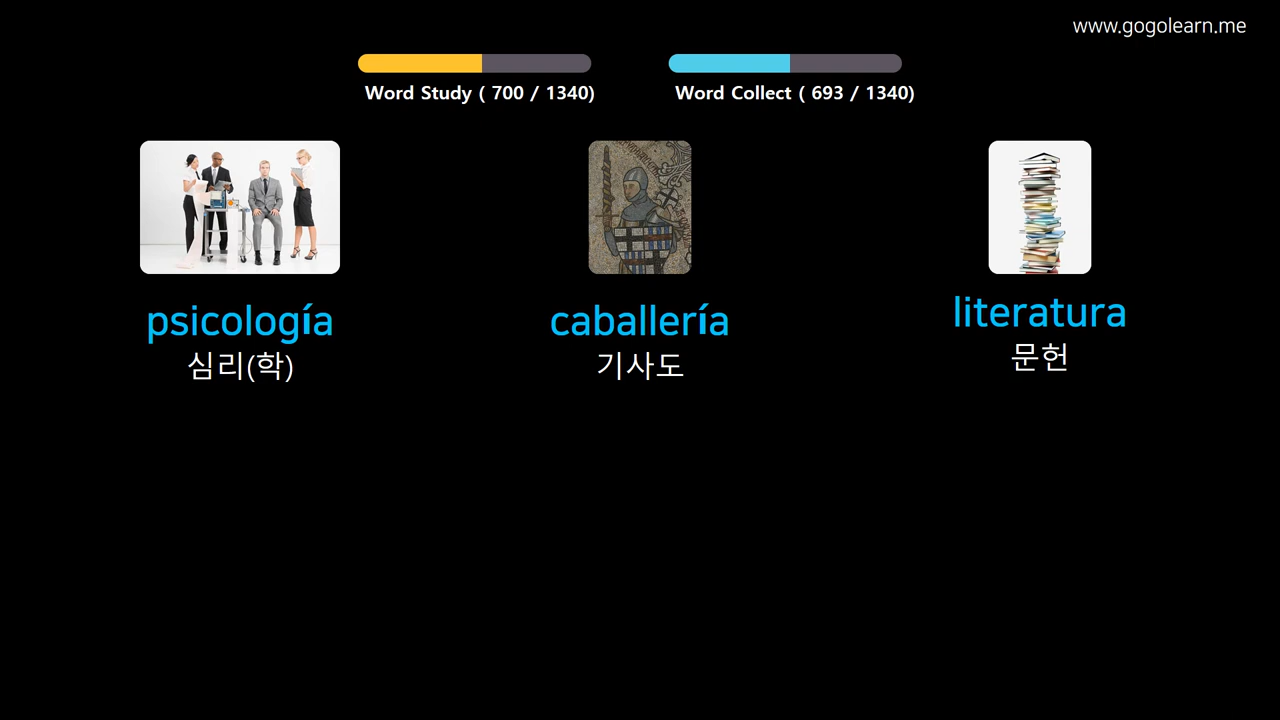 www.gogolearn.me
Word Study ( 700 / 1340)
Word Collect ( 693 / 1340)
psicología
caballería
literatura
심리(학)
기사도
문헌